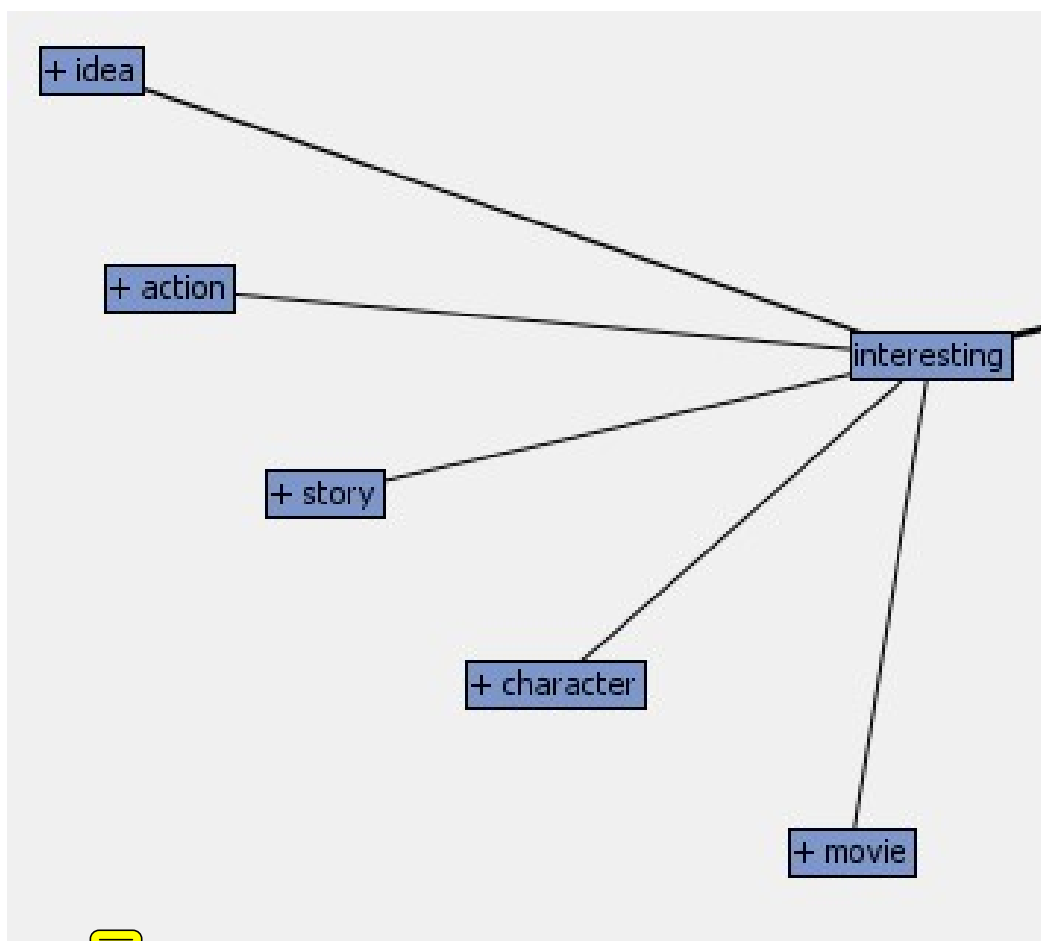 + idea
+ action
interesting
+ story
+ character
+ movie